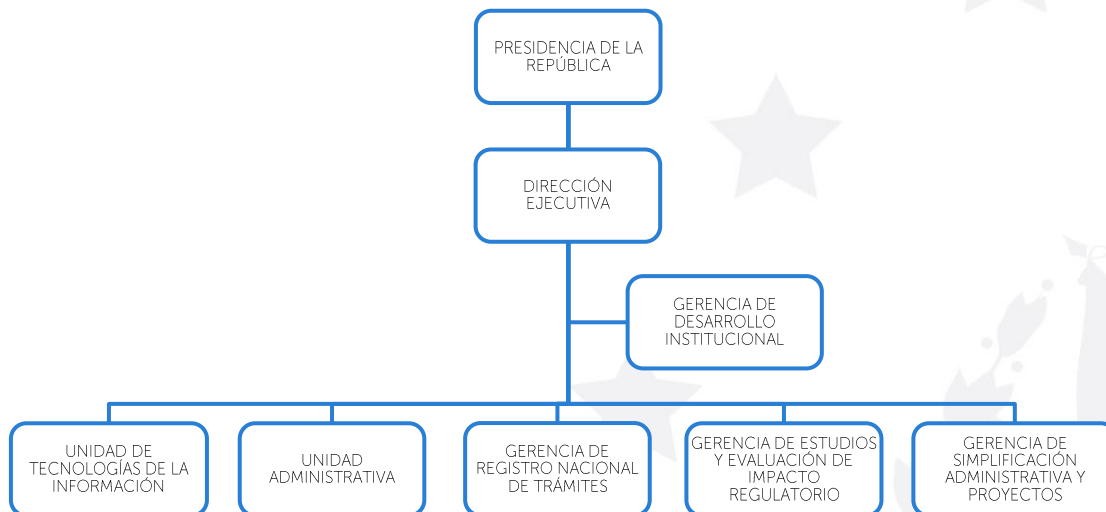 PRESIDENCIA DE LA
REPÚBLICA
DIRECCIÓN
EJECUTIVA
GERENCIA DE
DESARROLLO
INSTITUCIONAL
UNIDAD DE
TECNOLOGÍAS DE LA
INFORMACIÓN
UNIDAD
ADMINISTRATIVA
GERENCIA DE
REGISTRO NACIONAL
DE TRÁMITES
GERENCIA DE ESTUDIOS
Y EVALUACIÓN DE
IMPACTO
REGULATORIO
GERENCIA DE
SIMPLIFICACIÓN
ADMINISTRATIVA Y
PROYECTOS